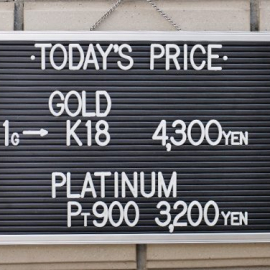 ·TODAY'S PRICE·
GOLD
1G→ K18 4,300YEN
PLATINUM
PT900 3,200YEN